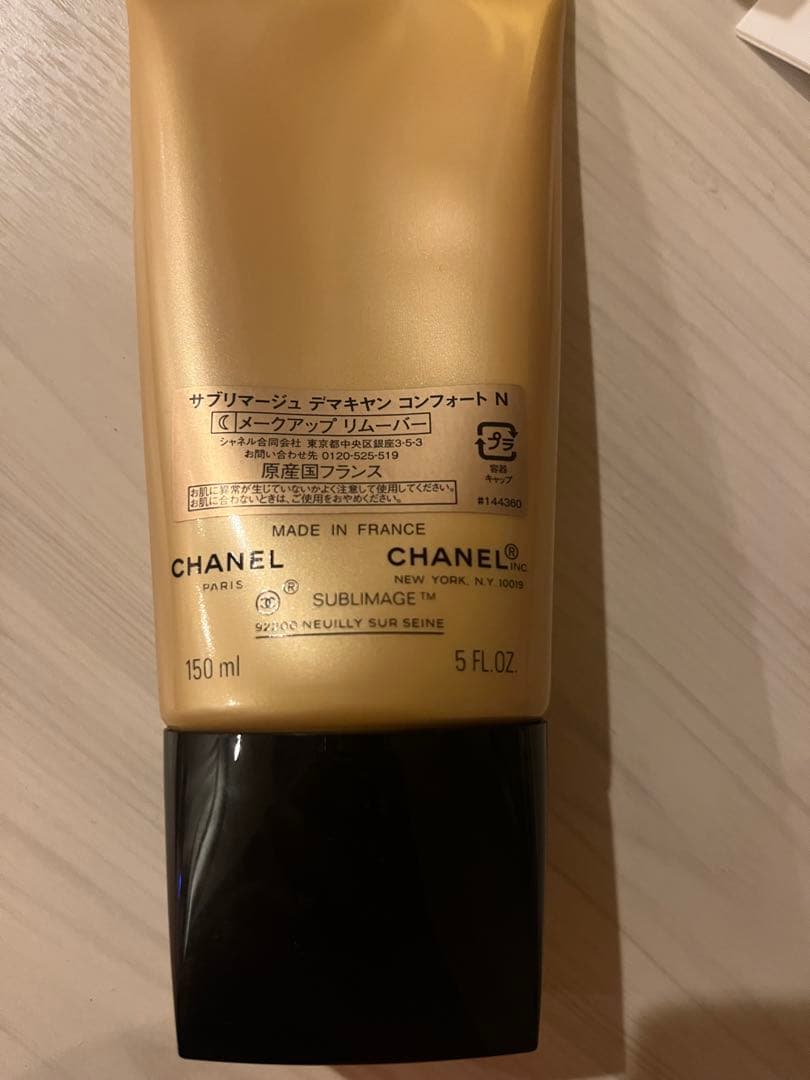 サブリマージュ デマキヤン コンフォート N
メークアップ リムーバー
シャネル合同会社 東京都中央区銀座3-5-3
お問い合わせ先 0120-525-519
原産国フランス
お肌に異常が生じていないかよく注意して使用してください。
お肌に合わないときは、ご使用をおやめください。
プラ
容器
キャップ
#144360
MADE IN FRANCE
CHANEL
PARIS
CHANEL® INC.
NEW YORK, N.Y. 10019
®
SUBLIMAGE™
92200 NEUILLY SUR SEINE
150 ml
5 FL.OZ.